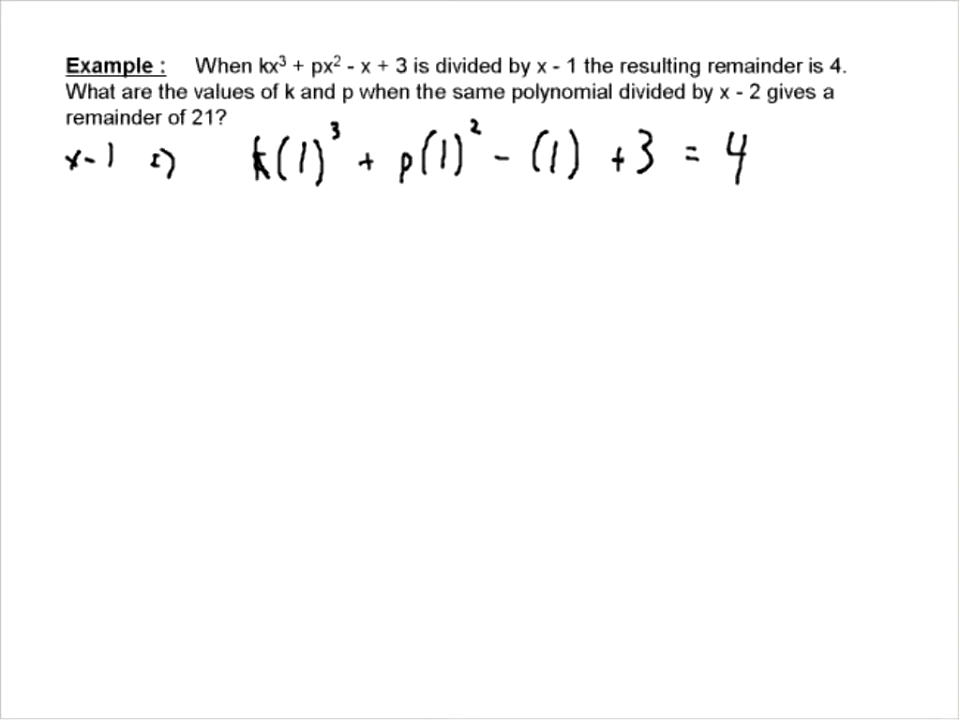 Example : When kx³ + px² - x + 3 is divided by x - 1 the resulting remainder is 4.
What are the values of k and p when the same polynomial divided by x - 2 gives a
remainder of 21?
x-1 => k(1)³ + p(1)² - (1) + 3 = 4